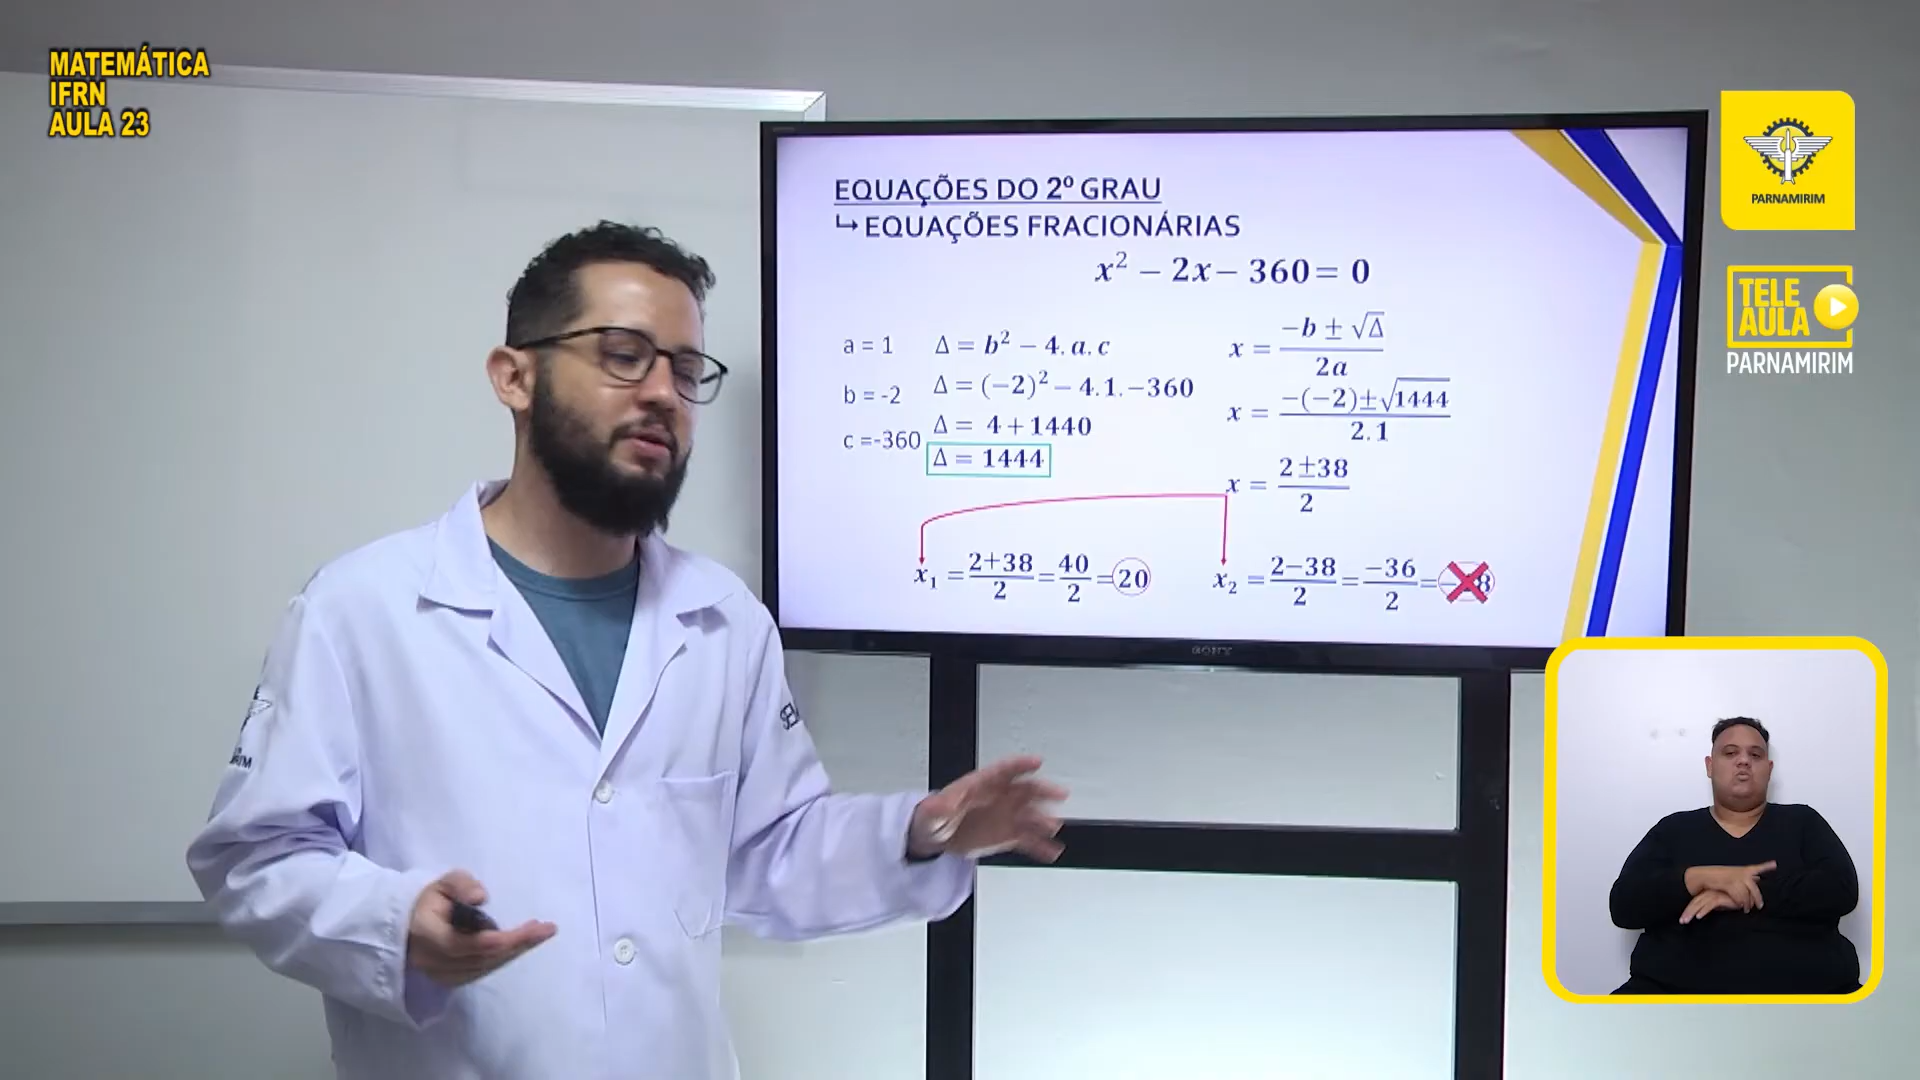 MATEMÁTICA
IFRN
AULA 23
EQUAÇÕES DO 2º GRAU
↳ EQUAÇÕES FRACIONÁRIAS
x² − 2x − 360 = 0
a = 1
b = -2
c =-360
Δ = b² − 4.a.c
Δ = (−2)² − 4.1.−360
Δ = 4 + 1440
Δ = 1444
x = (−b ± √Δ)/2a
x = (−(−2)±√1444)/2.1
x = (2 ±38)/2
x₁ = (2+38)/2 = 40/2 = 20
x₂ = (2−38)/2 = −36/2 =
SONY
PARNAMIRIM
TELE
AULA
PARNAMIRIM